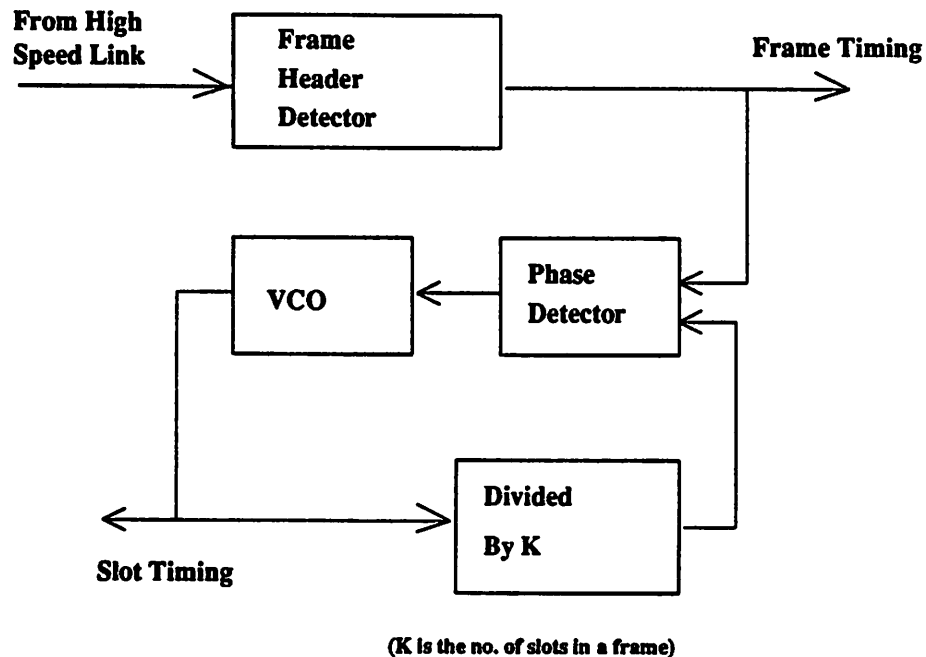 From High
Speed Link
Frame
Header
Detector
Frame Timing
VCO
Phase
Detector
Divided
By K
Slot Timing
(K is the no. of slots in a frame)